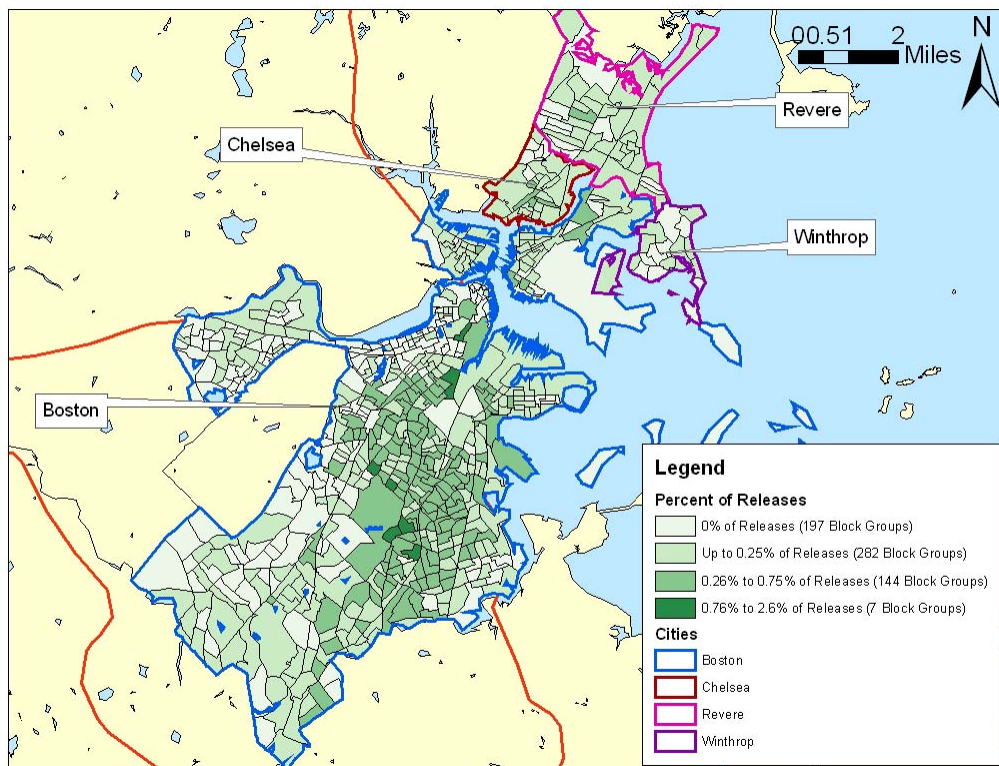 N
00.51 2
Miles
Revere
Chelsea
Winthrop
Boston
Legend
Percent of Releases
0% of Releases (197 Block Groups)
Up to 0.25% of Releases (282 Block Groups)
0.26% to 0.75% of Releases (144 Block Groups)
0.76% to 2.6% of Releases (7 Block Groups)
Cities
Boston
Chelsea
Revere
Winthrop